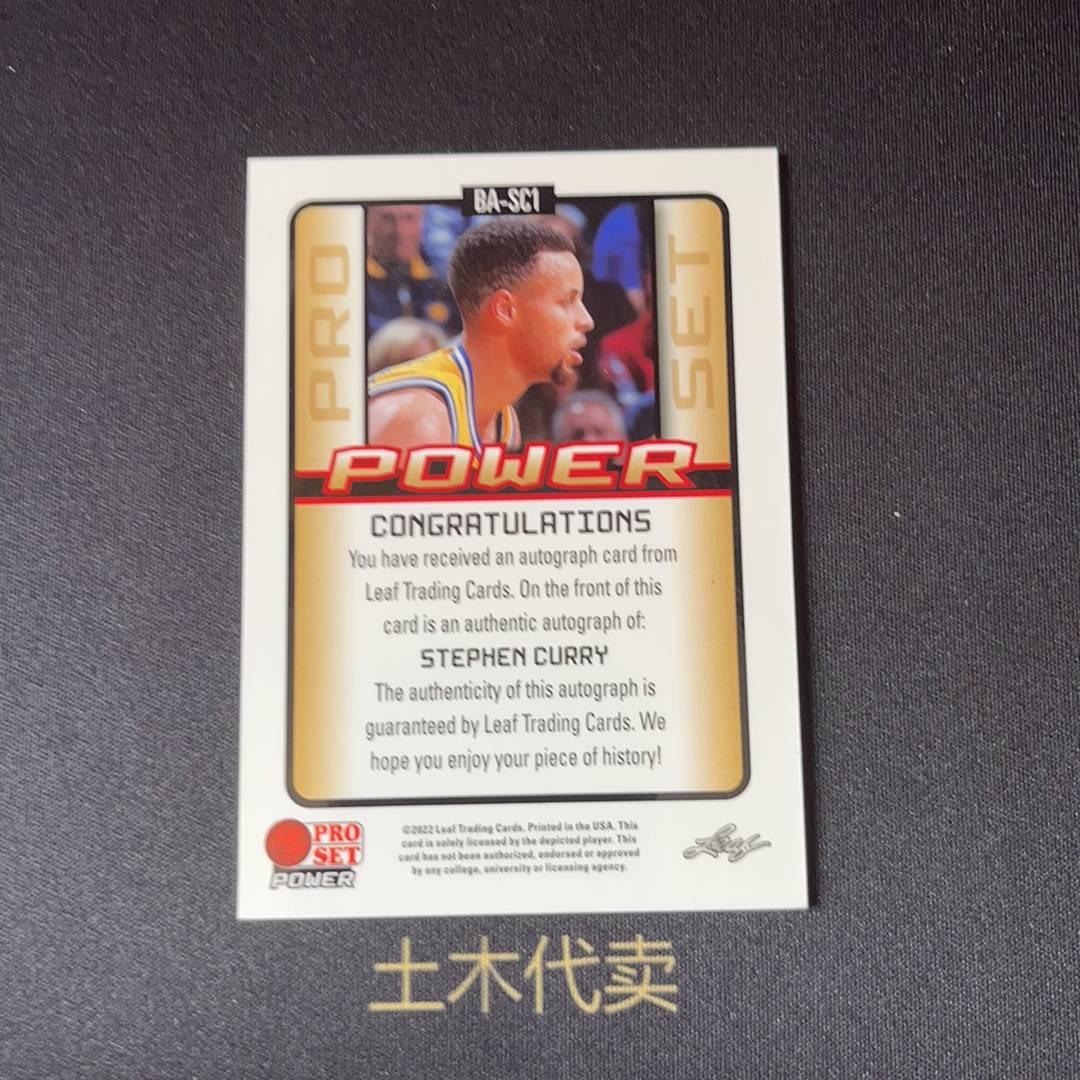 BA-SC1
PRO
SET
POWER
CONGRATULATIONS
You have received an autograph card from
Leaf Trading Cards. On the front of this
card is an authentic autograph of:
STEPHEN CURRY
The authenticity of this autograph is
guaranteed by Leaf Trading Cards. We
hope you enjoy your piece of history!
PRO
SET
POWER
©2022 Leaf Trading Cards. Printed in the USA. This
card is solely licensed by the depicted player. This
card has not been authorized, endorsed or approved
by any college, university or licensing agency.
Leaf
土木代卖